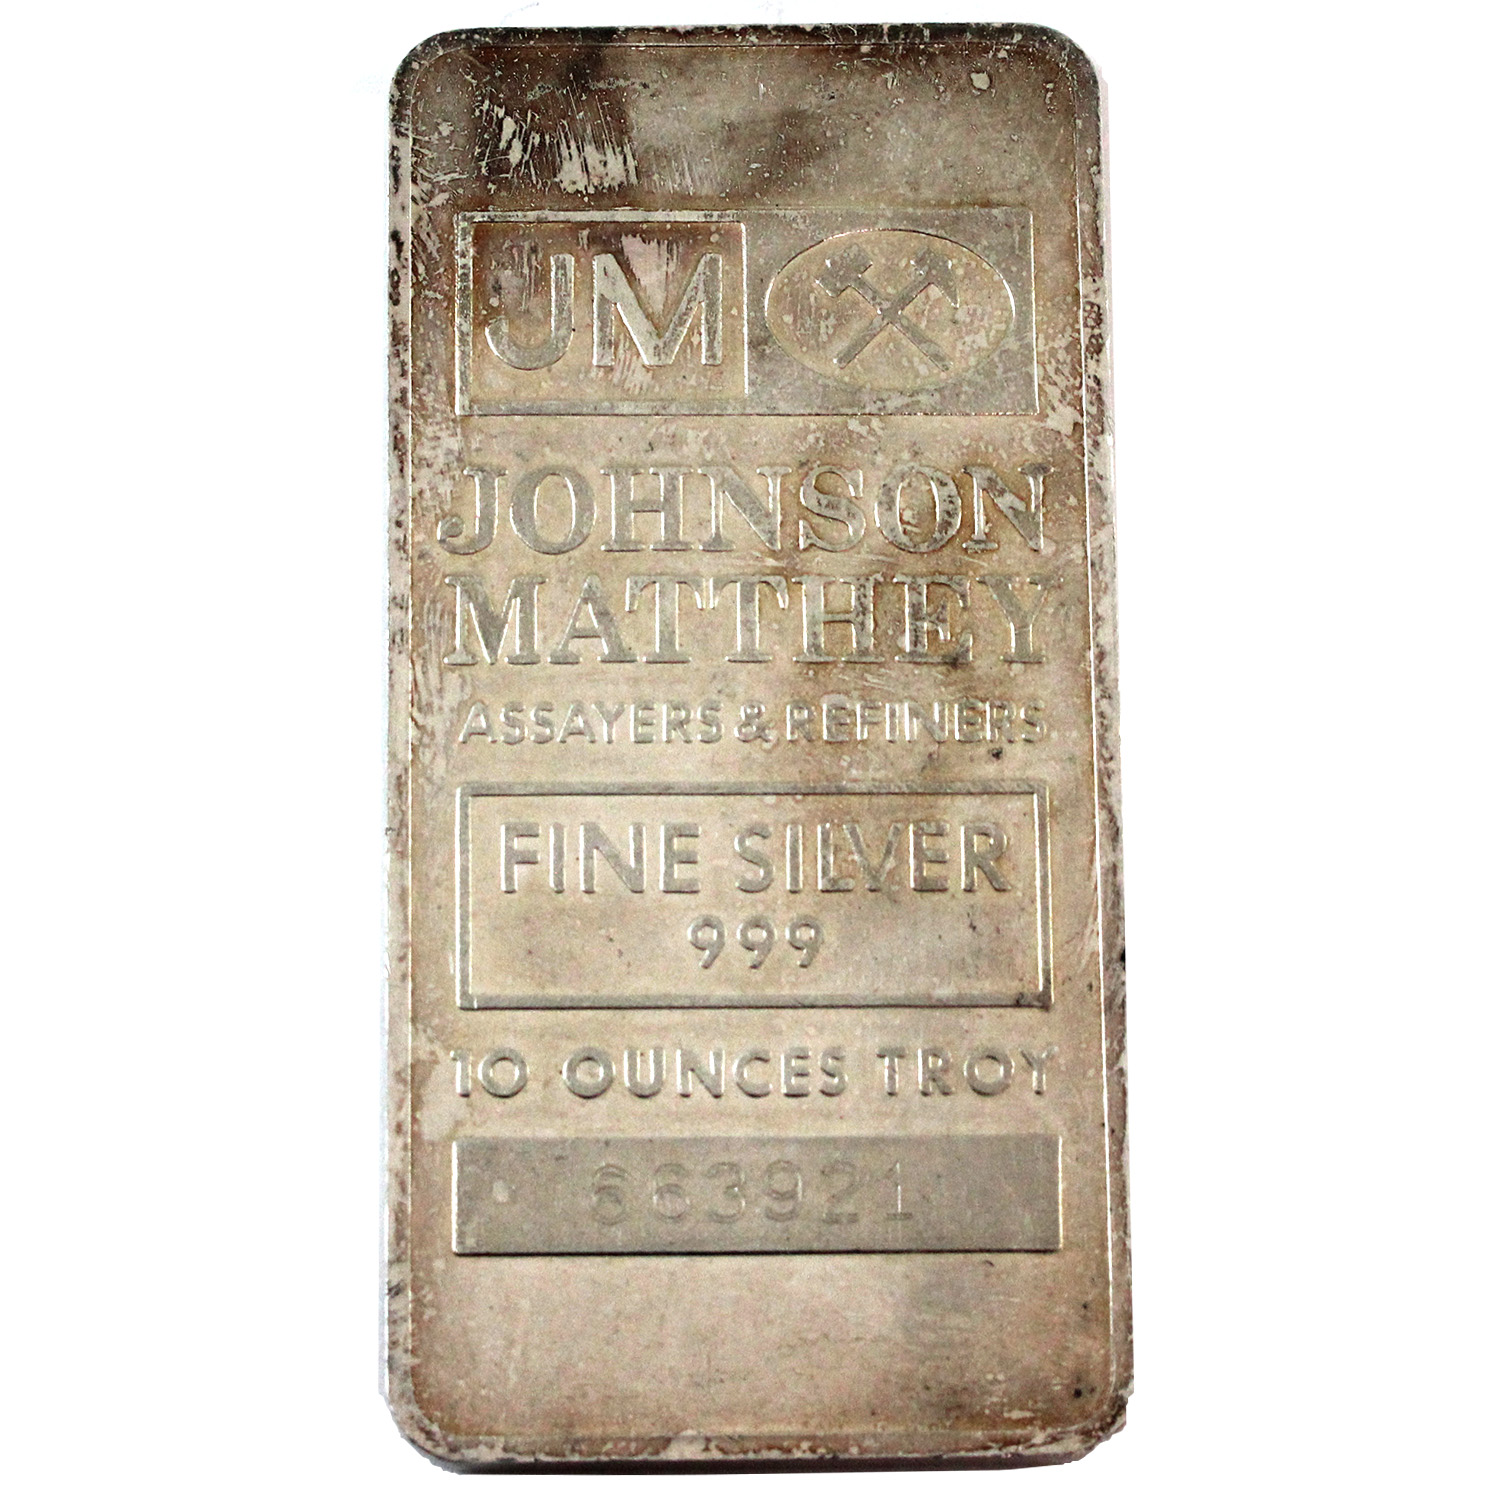 JM
JOHNSON
MATTHEY
ASSAYERS & REFINERS
FINE SILVER
999
10 OUNCES TROY
663921